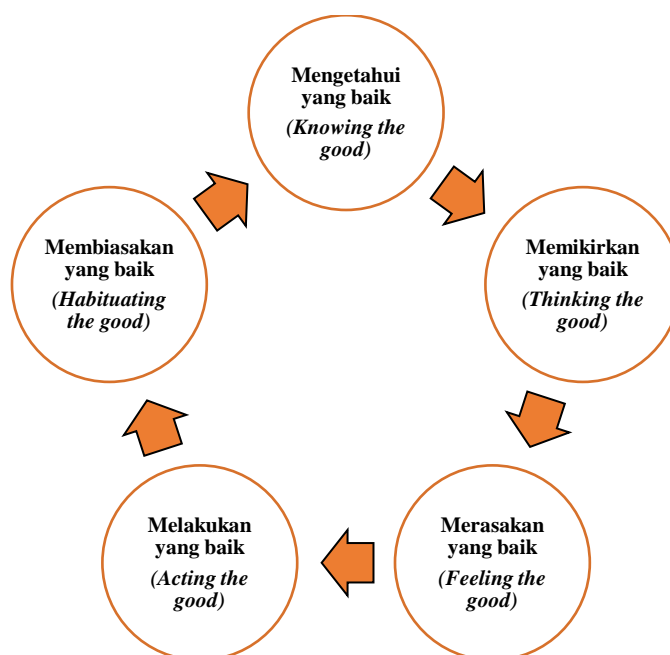 Mengetahui
yang baik
(Knowing the
good)
Memikirkan
yang baik
(Thinking the
good)
Merasakan
yang baik
(Feeling the
good)
Melakukan
yang baik
(Acting the
good)
Membiasakan
yang baik
(Habituating
the good)